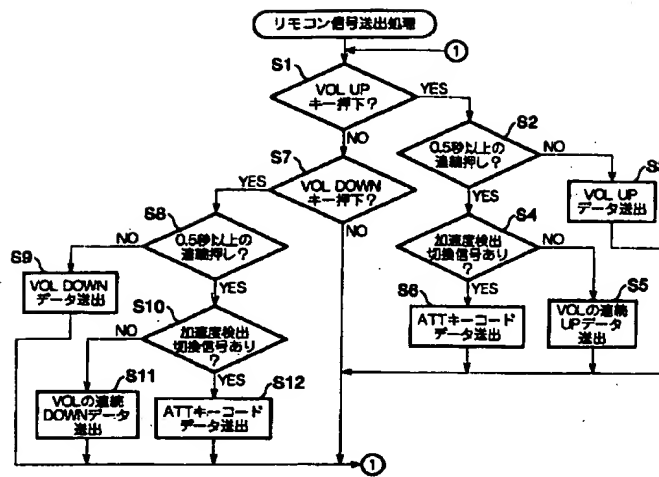 リモコン信号送出処理
1
S1
VOL UP
キー押下?
YES
NO
S2
0.5秒以上の
連続押し?
NO
YES
VOL UP
データ送出
S7
VOL DOWN
キー押下?
YES
NO
S4
加速度検出
切換信号あり
?
NO
YES
S8
0.5秒以上の
連続押し?
NO
YES
S9
VOL DOWN
データ送出
S6
ATTキーコード
データ送出
S5
VOLの連続
UPデータ
送出
S10
加速度検出
切換信号あり
?
NO
YES
S11
VOLの連続
DOWNデータ
送出
S12
ATTキーコード
データ送出
1